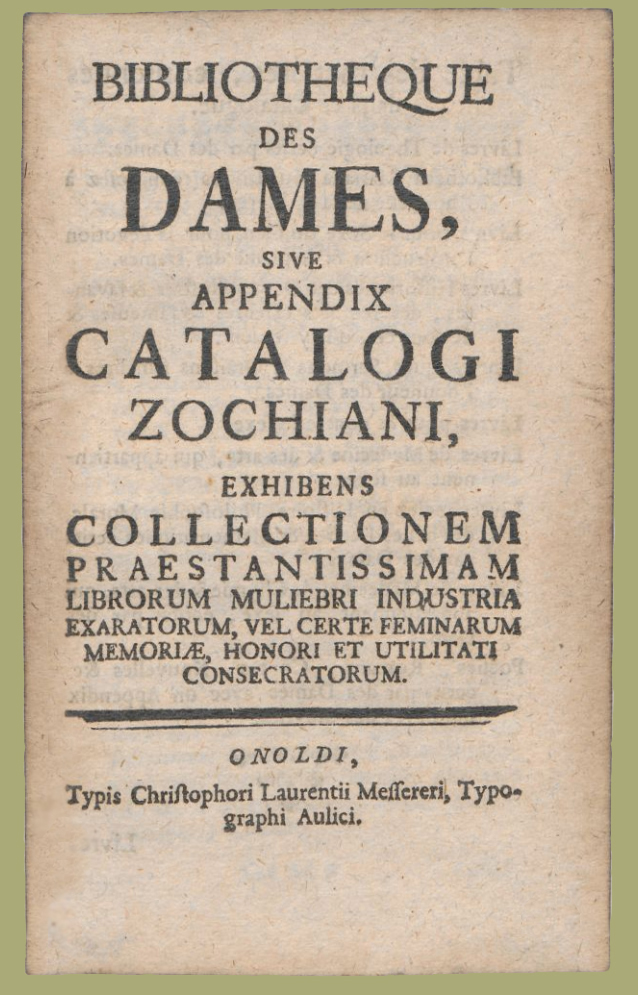 BIBLIOTHEQUE
DES
DAMES,
SIVE
APPENDIX
CATALOGI
ZOCHIANI,
EXHIBENS
COLLECTIONEM
PRAESTANTISSIMAM
LIBRORUM MULIEBRI INDUSTRIA
EXARATORUM, VEL CERTE FEMINARUM
MEMORIÆ, HONORI ET UTILITATI
CONSECRATORUM.
ONOLDI,
Typis Chriſtophori Laurentii Meſſereri, Typo-
graphi Aulici.